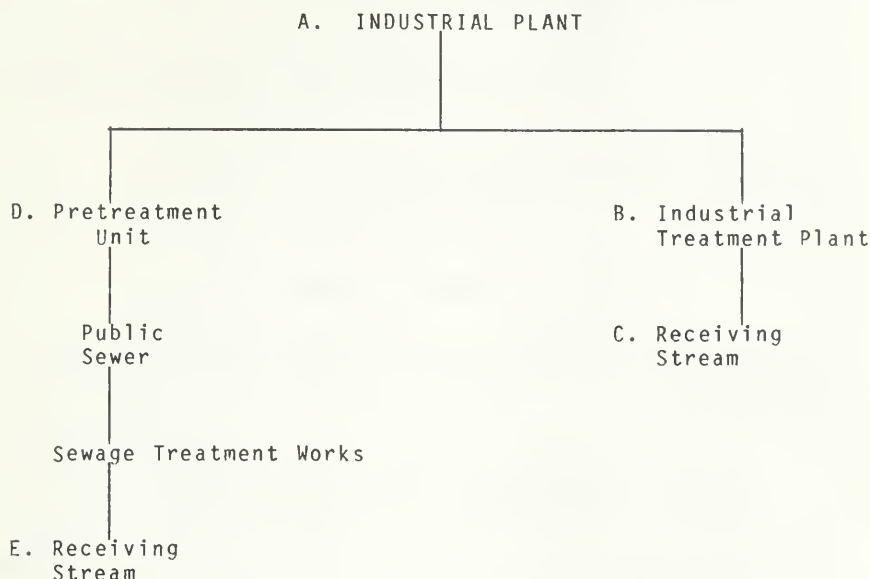 A. INDUSTRIAL PLANT
D. Pretreatment
Unit
B. Industrial
Treatment Plant
Public
Sewer
C. Receiving
Stream
Sewage Treatment Works
E. Receiving
Stream